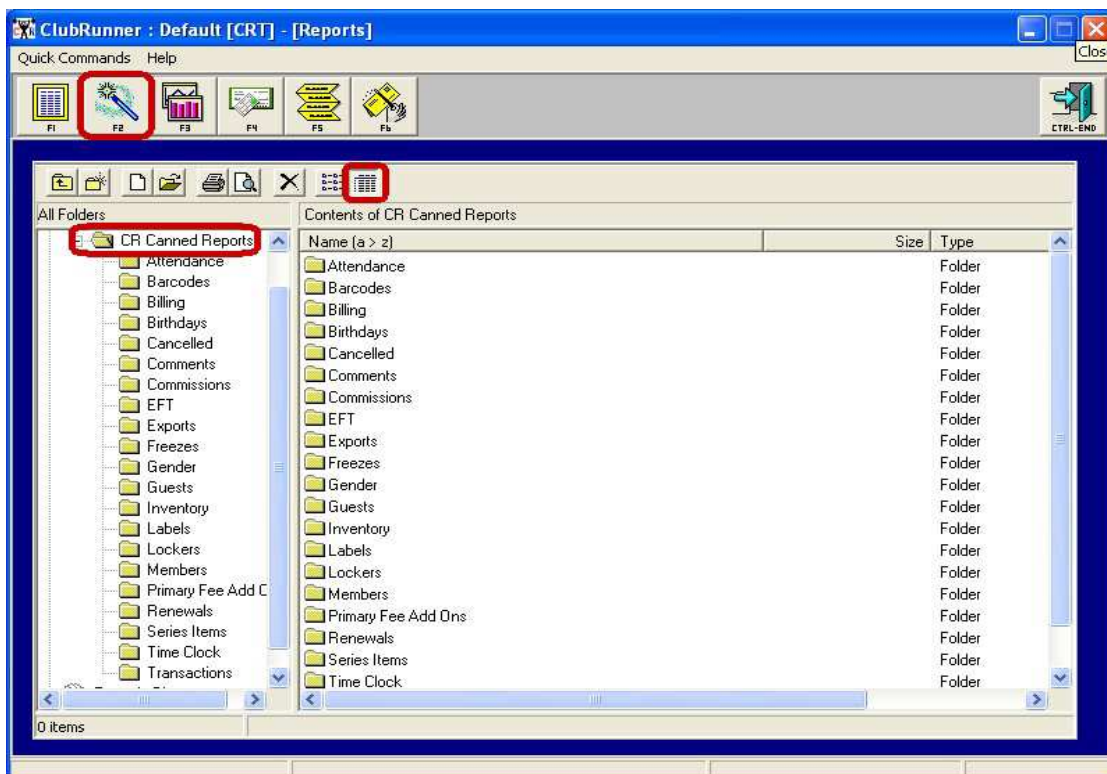 ClubRunner : Default [CRT] - [Reports]
Clos
Quick Commands Help
F1 F2 F3 F4 F5 F6 CTRL-END
All Folders
CR Canned Reports
Attendance
Barcodes
Billing
Birthdays
Cancelled
Comments
Commissions
EFT
Exports
Freezes
Gender
Guests
Inventory
Labels
Lockers
Members
Primary Fee Add C
Renewals
Series Items
Time Clock
Transactions
Contents of CR Canned Reports
Name (a > z) Size Type
Attendance Folder
Barcodes Folder
Billing Folder
Birthdays Folder
Cancelled Folder
Comments Folder
Commissions Folder
EFT Folder
Exports Folder
Freezes Folder
Gender Folder
Guests Folder
Inventory Folder
Labels Folder
Lockers Folder
Members Folder
Primary Fee Add Ons Folder
Renewals Folder
Series Items Folder
Time Clock Folder
0 items